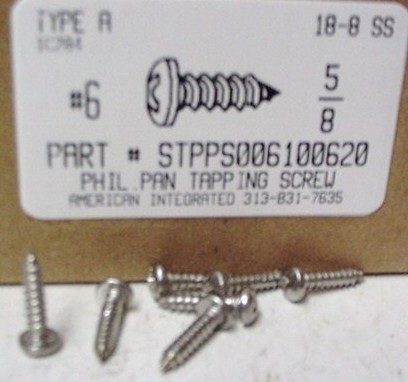 TYPE A
18-8 SS
#6
5
8
PART # STPPS006100620
PHIL.PAN TAPPING SCREW
AMERICAN INTEGRATED 313-831-7635